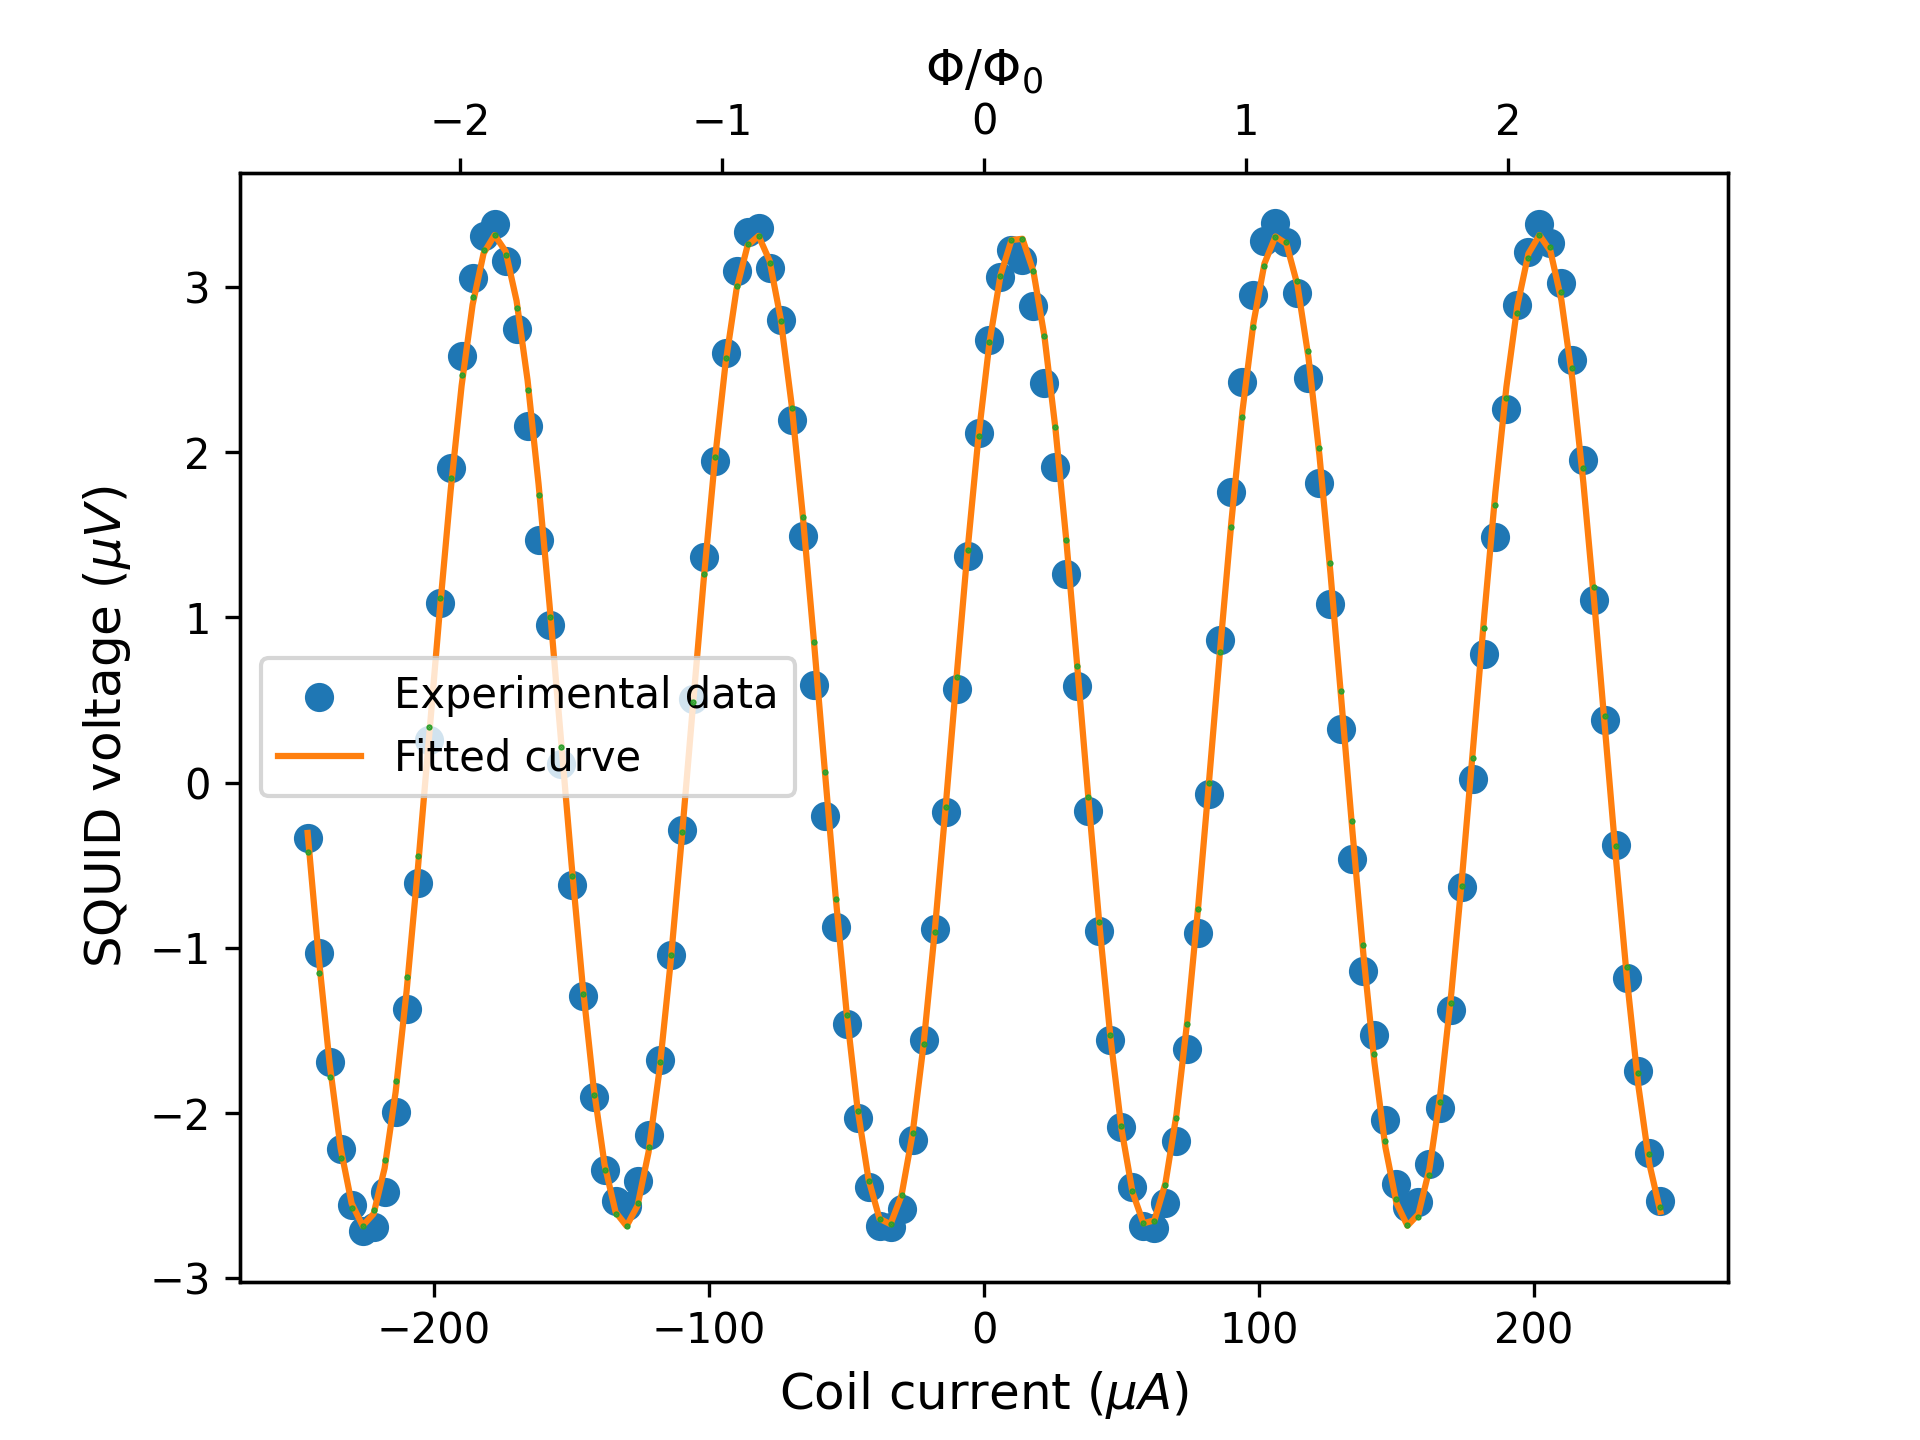 Φ/Φ₀
−2 −1 0 1 2
3
2
1
0
−1
−2
−3
SQUID voltage (μV)
Experimental data
Fitted curve
−200 −100 0 100 200
Coil current (μA)